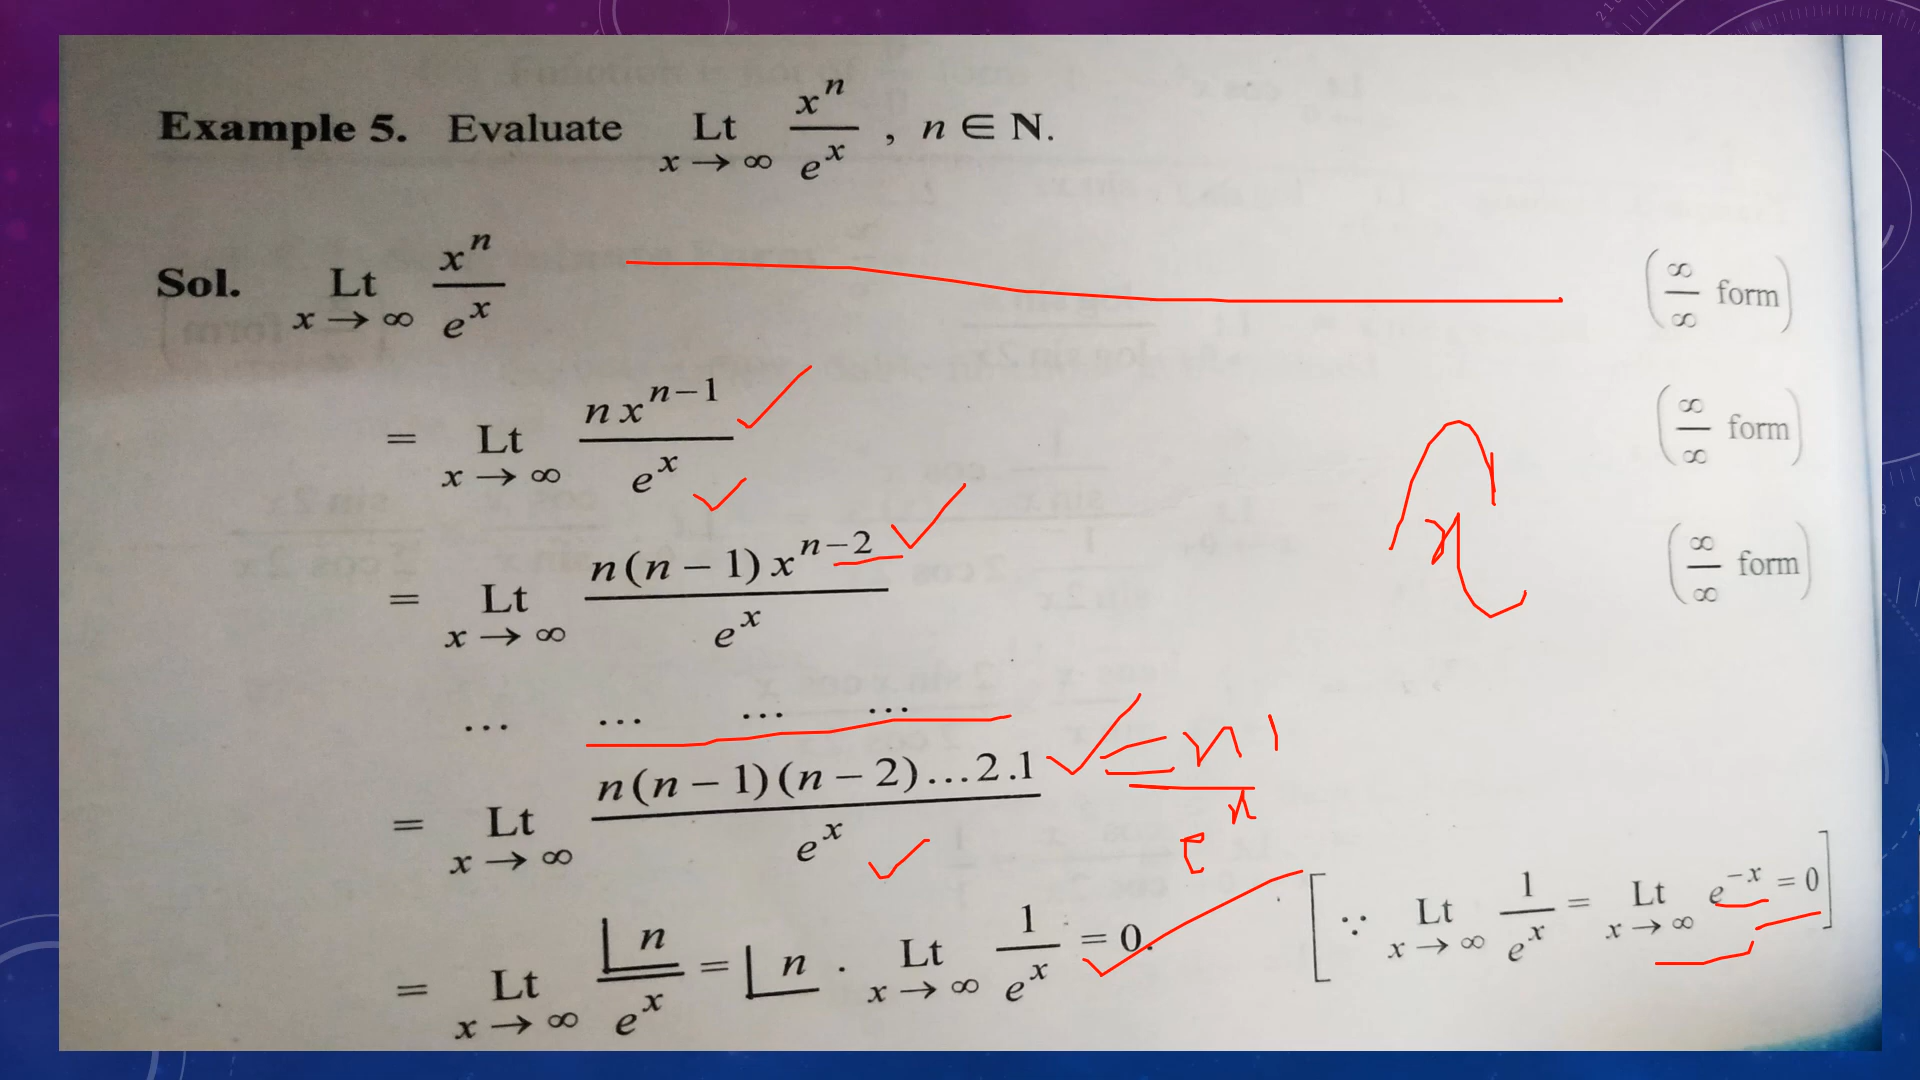 Example 5. Evaluate Lt x → ∞ x^n / e^x , n ∈ N.
Sol. Lt x → ∞ x^n / e^x (∞/∞ form)
= Lt x → ∞ n x^{n−1} / e^x (∞/∞ form)
= Lt x → ∞ n(n − 1) x^{n−2} / e^x (∞/∞ form)
... ... ... ...
= Lt x → ∞ n(n − 1)(n − 2)...2.1 / e^x = n! / e^x
= Lt x → ∞ ⌊n / e^x = ⌊n . Lt x → ∞ 1 / e^x = 0. [∵ Lt x → ∞ 1 / e^x = Lt x → ∞ e^{−x} = 0]